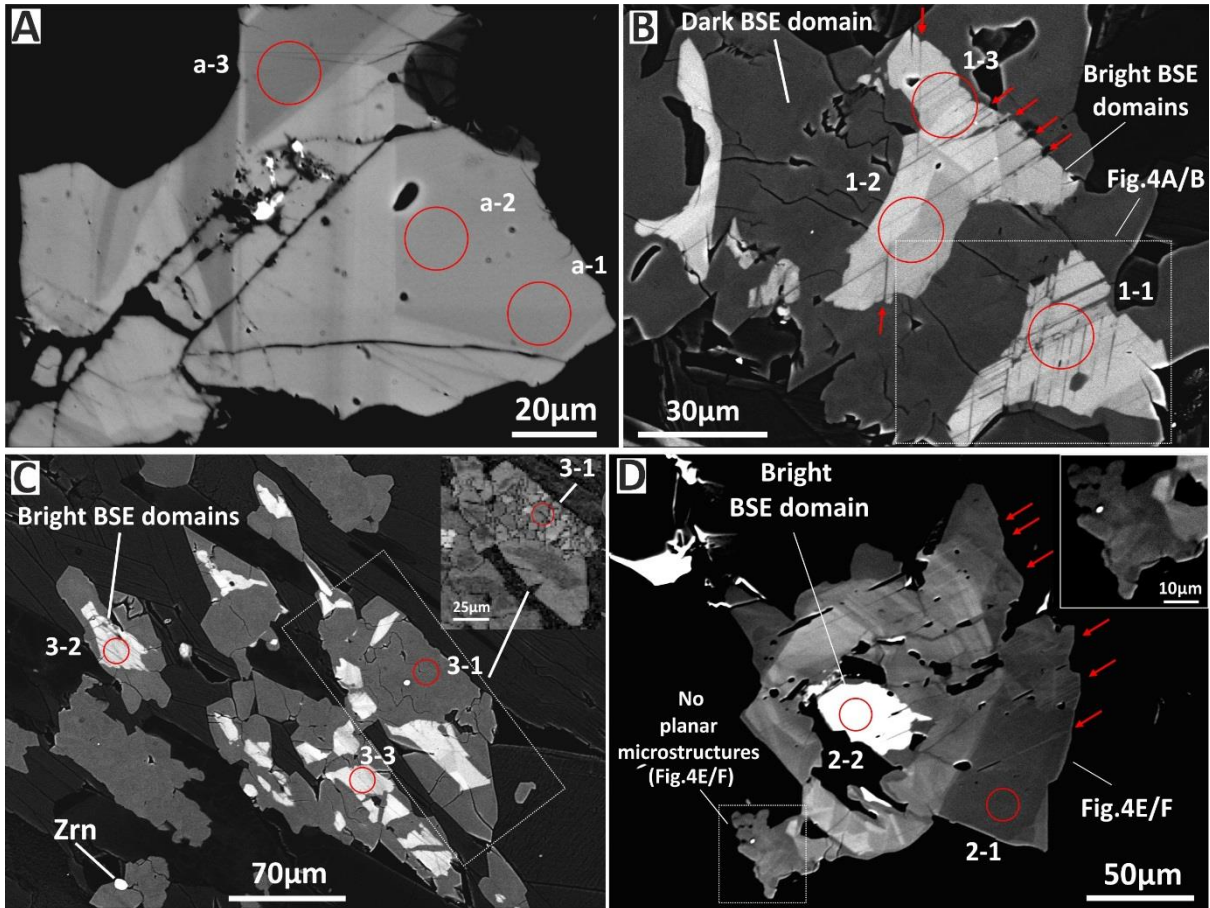 A
a-3
a-2
a-1
20µm
B
Dark BSE domain
1-3
Bright BSE
domains
1-2
Fig.4A/B
1-1
30µm
C
Bright BSE domains
3-1
25µm
3-2
3-1
3-3
Zrn
70µm
D
Bright
BSE domain
10µm
No
planar
microstructures
(Fig.4E/F)
2-2
Fig.4E/F
2-1
50µm